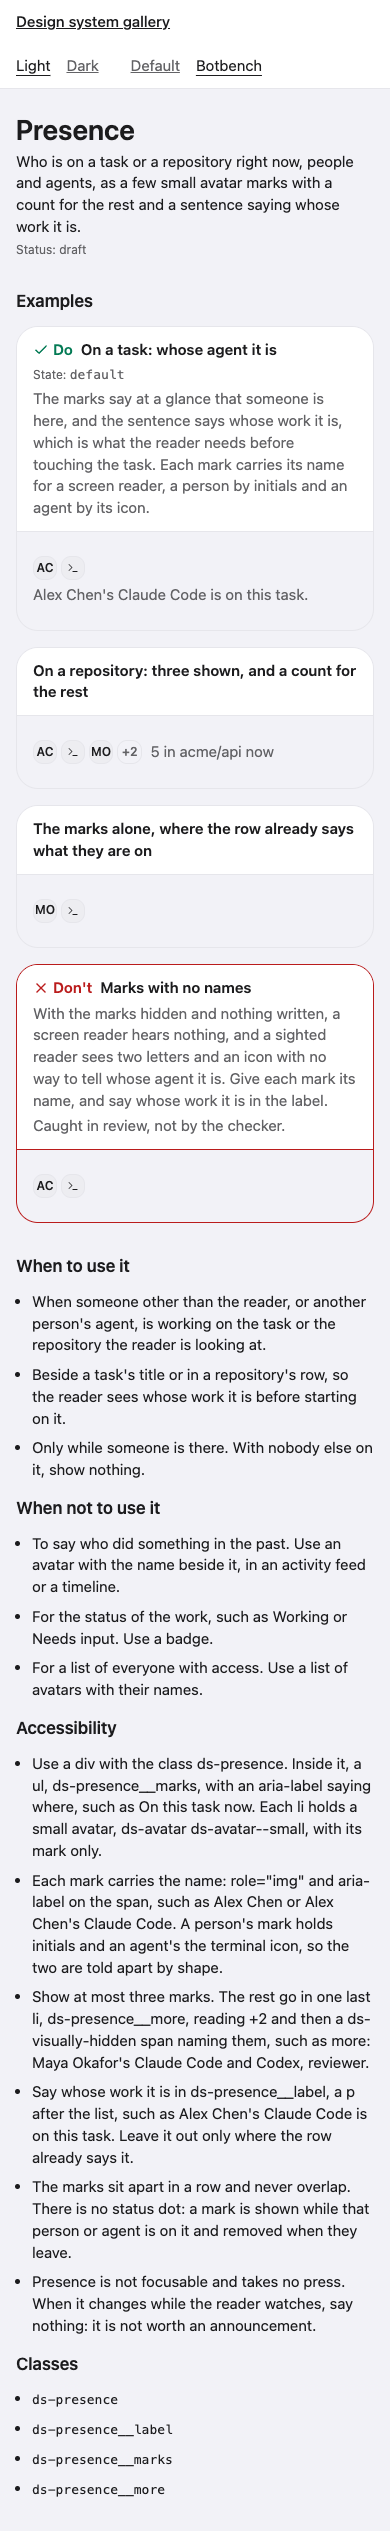 Design system gallery
Light Dark Default Botbench
Presence
Who is on a task or a repository right now, people
and agents, as a few small avatar marks with a
count for the rest and a sentence saying whose
work it is.
Status: draft
Examples
Do On a task: whose agent it is
State: default
The marks say at a glance that someone is
here, and the sentence says whose work it is,
which is what the reader needs before
touching the task. Each mark carries its name
for a screen reader, a person by initials and an
agent by its icon.
AC
Alex Chen's Claude Code is on this task.
On a repository: three shown, and a count for
the rest
AC MO +2 5 in acme/api now
The marks alone, where the row already says
what they are on
MO
Don't Marks with no names
With the marks hidden and nothing written, a
screen reader hears nothing, and a sighted
reader sees two letters and an icon with no
way to tell whose agent it is. Give each mark its
name, and say whose work it is in the label.
Caught in review, not by the checker.
AC
When to use it
• When someone other than the reader, or another
person's agent, is working on the task or the
repository the reader is looking at.
• Beside a task's title or in a repository's row, so
the reader sees whose work it is before starting
on it.
• Only while someone is there. With nobody else on
it, show nothing.
When not to use it
• To say who did something in the past. Use an
avatar with the name beside it, in an activity feed
or a timeline.
• For the status of the work, such as Working or
Needs input. Use a badge.
• For a list of everyone with access. Use a list of
avatars with their names.
Accessibility
• Use a div with the class ds-presence. Inside it, a
ul, ds-presence__marks, with an aria-label saying
where, such as On this task now. Each li holds a
small avatar, ds-avatar ds-avatar--small, with its
mark only.
• Each mark carries the name: role="img" and aria-
label on the span, such as Alex Chen or Alex
Chen's Claude Code. A person's mark holds
initials and an agent's the terminal icon, so the
two are told apart by shape.
• Show at most three marks. The rest go in one last
li, ds-presence__more, reading +2 and then a ds-
visually-hidden span naming them, such as more:
Maya Okafor's Claude Code and Codex, reviewer.
• Say whose work it is in ds-presence__label, a p
after the list, such as Alex Chen's Claude Code is
on this task. Leave it out only where the row
already says it.
• The marks sit apart in a row and never overlap.
There is no status dot: a mark is shown while that
person or agent is on it and removed when they
leave.
• Presence is not focusable and takes no press.
When it changes while the reader watches, say
nothing: it is not worth an announcement.
Classes
• ds-presence
• ds-presence__label
• ds-presence__marks
• ds-presence__more